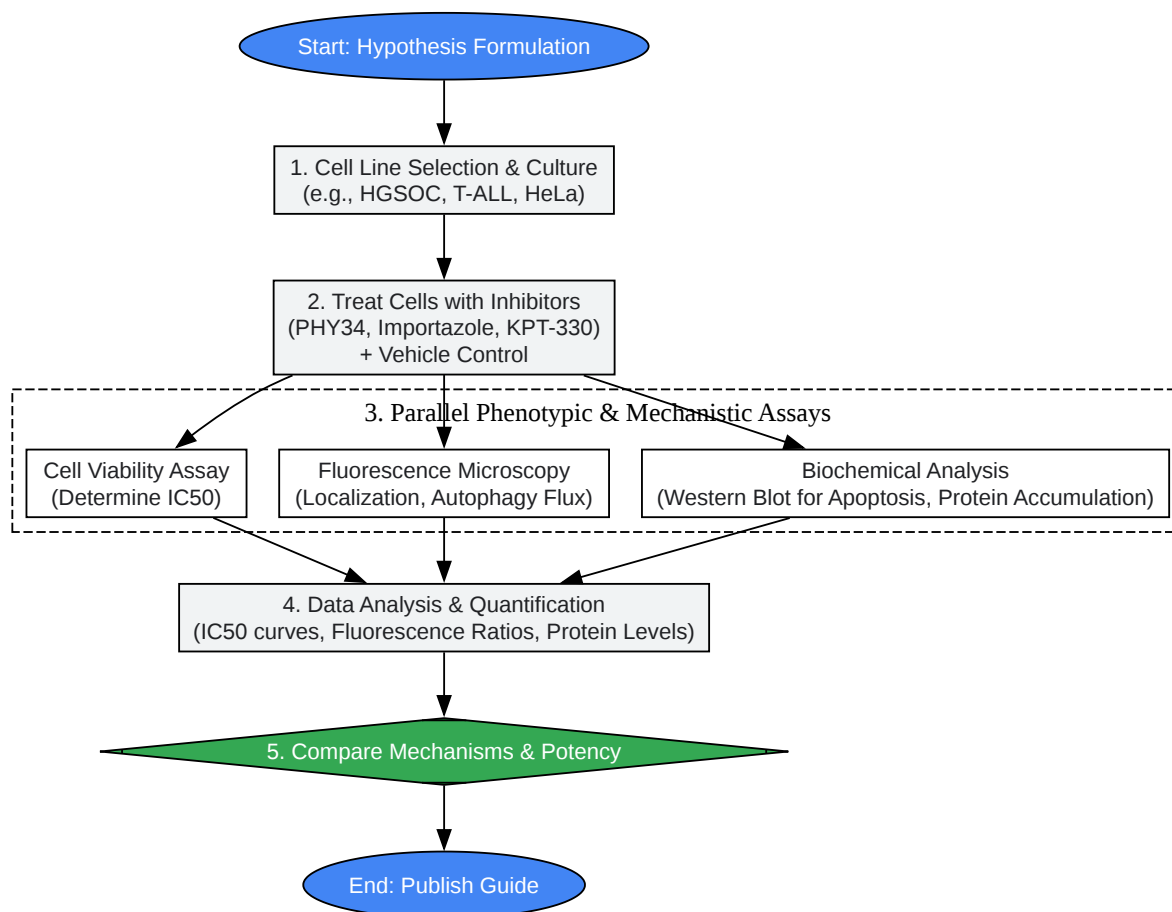 Start: Hypothesis Formulation
1. Cell Line Selection & Culture
(e.g., HGSOC, T-ALL, HeLa)
2. Treat Cells with Inhibitors
(PHY34, Importazole, KPT-330)
+ Vehicle Control
3. Parallel Phenotypic & Mechanistic Assays
Cell Viability Assay
(Determine IC50)
Fluorescence Microscopy
(Localization, Autophagy Flux)
Biochemical Analysis
(Western Blot for Apoptosis, Protein Accumulation)
4. Data Analysis & Quantification
(IC50 curves, Fluorescence Ratios, Protein Levels)
5. Compare Mechanisms & Potency
End: Publish Guide